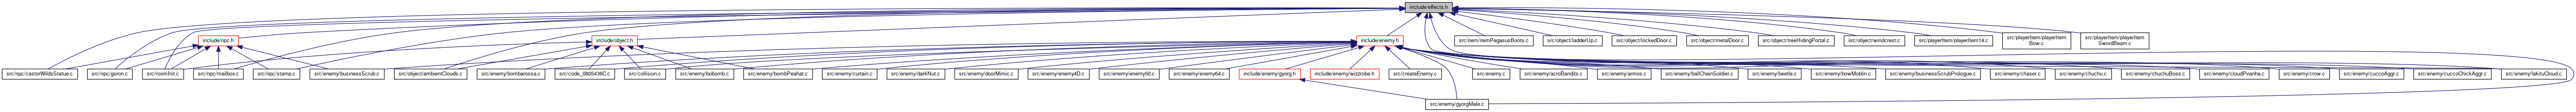 include/effects.h
include/npc.h
include/object.h
include/enemy.h
src/item/itemPegasusBoots.c
src/object/ladderUp.c
src/object/lockedDoor.c
src/object/metalDoor.c
src/object/treeHidingPortal.c
src/object/windcrest.c
src/playerItem/playerItem14.c
src/playerItem/playerItem
Bow.c
src/playerItem/playerItem
SwordBeam.c
src/npc/castorWildsStatue.c
src/npc/goron.c
src/roomInit.c
src/npc/mailbox.c
src/npc/stamp.c
src/enemy/businessScrub.c
src/object/ambientClouds.c
src/enemy/bombarossa.c
src/code_0805436C.c
src/collision.c
src/enemy/bobomb.c
src/enemy/bombPeahat.c
src/enemy/curtain.c
src/enemy/darkNut.c
src/enemy/doorMimic.c
src/enemy/enemy4D.c
src/enemy/enemy50.c
src/enemy/enemy64.c
include/enemy/gyorg.h
include/enemy/wizzrobe.h
src/createEnemy.c
src/enemy.c
src/enemy/acroBandits.c
src/enemy/armos.c
src/enemy/ballChainSoldier.c
src/enemy/beetle.c
src/enemy/bowMoblin.c
src/enemy/businessScrubPrologue.c
src/enemy/chaser.c
src/enemy/chuchu.c
src/enemy/chuchuBoss.c
src/enemy/cloudPiranha.c
src/enemy/crow.c
src/enemy/cuccoAggr.c
src/enemy/cuccoChickAggr.c
src/enemy/lakituCloud.c
src/enemy/gyorgMale.c